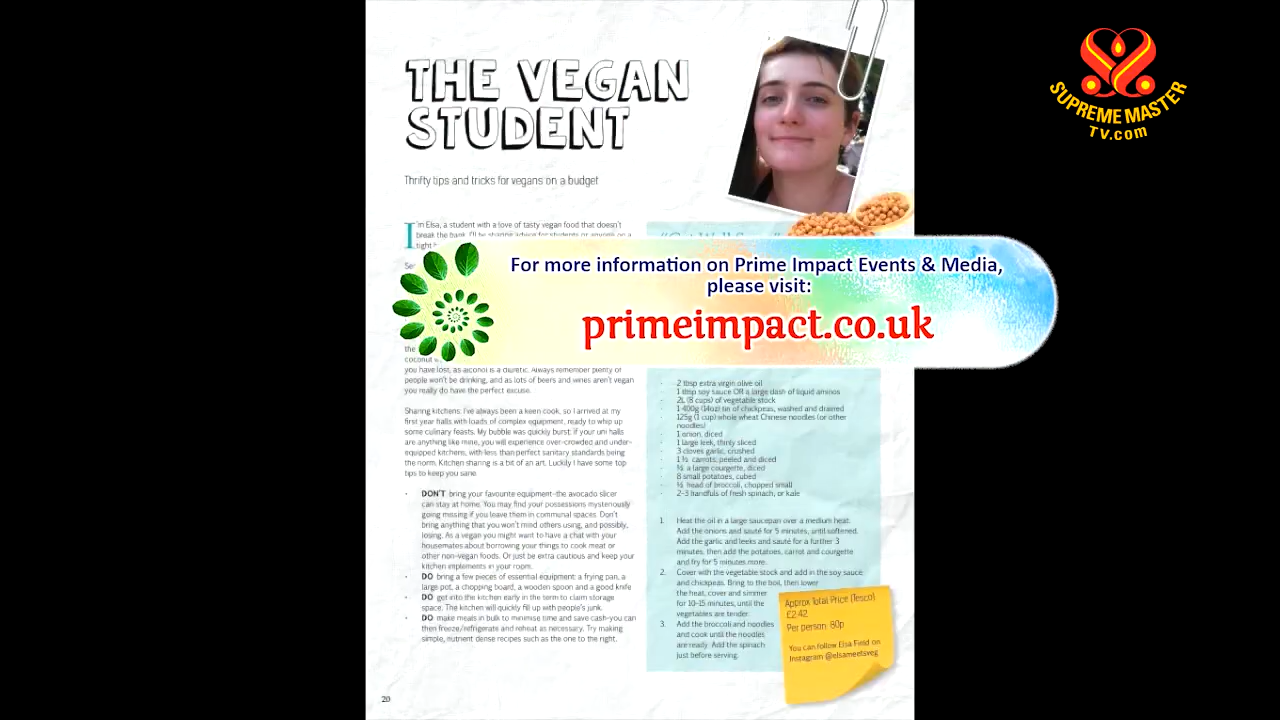 THE VEGAN
STUDENT
Thrifty tips and tricks for vegans on a budget
I'm Elsa, a student with a love of tasty vegan food that doesn't
break the bank. I'll be sharing advice for students or anyone on a
tight
the
coconut
you have lost, as alcohol is a diuretic. Always remember plenty of
people won't be drinking, and as lots of beers and wines aren't vegan
you really do have the perfect excuse.
Sharing kitchens: I've always been a keen cook, so I arrived at my
first year halls with loads of complex equipment, ready to whip up
some culinary feasts. My bubble was quickly burst; if your uni halls
are anything like mine, you will experience over-crowded and under-
equipped kitchens, with less than perfect sanitary standards being
the norm. Kitchen sharing is a bit of an art. Luckily I have some top
tips to keep you sane.
· DON'T bring your favourite equipment-the avocado slicer
can stay at home. You may find your possessions mysteriously
going missing if you leave them in communal spaces. Don't
bring anything that you won't mind others using, and possibly,
losing. As a vegan you might want to have a chat with your
housemates about borrowing your things to cook meat or
other non-vegan foods. Or just be extra cautious and keep your
kitchen implements in your room.
· DO bring a few pieces of essential equipment: a frying pan, a
large pot, a chopping board, a wooden spoon and a good knife
· DO get into the kitchen early in the term to claim storage
space. The kitchen will quickly fill up with people's junk.
· DO make meals in bulk to minimise time and save cash-you can
then freeze/refrigerate and reheat as necessary. Try making
simple, nutrient dense recipes such as the one to the right.
20
· 2 tbsp extra virgin olive oil
· 1 tbsp soy sauce OR a large dash of liquid aminos
· 2L (8 cups) of vegetable stock
· 1 400g (14oz) tin of chickpeas, washed and drained
· 125g (1 cup) whole wheat Chinese noodles (or other
noodles)
· 1 onion, diced
· 1 large leek, thinly sliced
· 3 cloves garlic, crushed
· 1 ½ carrots, peeled and diced
· ½ a large courgette, diced
· 8 small potatoes, cubed
· ½ head of broccoli, chopped small
· 2-3 handfuls of fresh spinach, or kale
1. Heat the oil in a large saucepan over a medium heat.
Add the onions and sauté for 5 minutes, until softened.
Add the garlic and leeks and sauté for a further 3
minutes, then add the potatoes, carrot and courgette
and fry for 5 minutes more.
2. Cover with the vegetable stock and add in the soy sauce
and chickpeas. Bring to the boil, then lower
the heat, cover and simmer
for 10-15 minutes, until the
vegetables are tender.
3. Add the broccoli and noodles
and cook until the noodles
are ready. Add the spinach
just before serving.
Approx Total Price (Tesco)
£2.42
Per person: 80p
You can follow Elsa Field on
Instagram @elsameetsveg
For more information on Prime Impact Events & Media,
please visit:
primeimpact.co.uk
SUPREME MASTER
TV.com